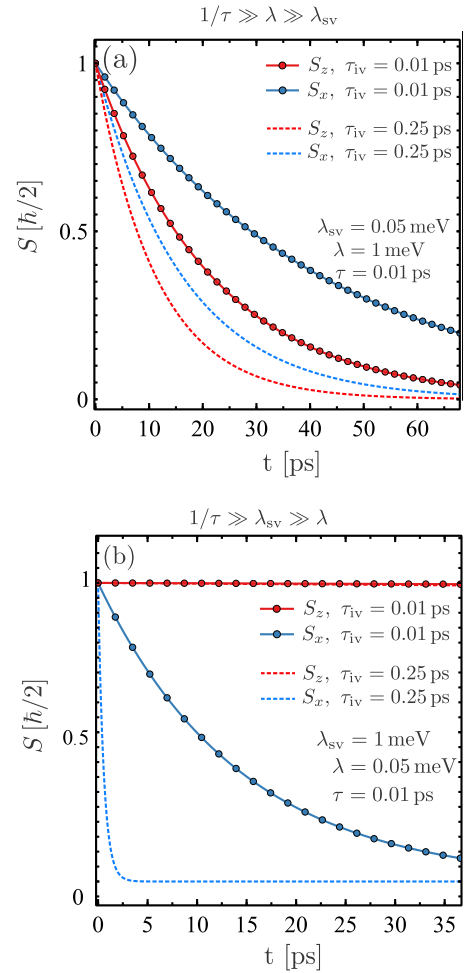 1/τ ≫ λ ≫ λsv
(a)
1
0.5
0
S [ħ/2]
Sz, τiv = 0.01 ps
Sx, τiv = 0.01 ps
Sz, τiv = 0.25 ps
Sx, τiv = 0.25 ps
λsv = 0.05 meV
λ = 1 meV
τ = 0.01 ps
0 10 20 30 40 50 60
t [ps]
1/τ ≫ λsv ≫ λ
(b)
1
0.5
0
S [ħ/2]
Sz, τiv = 0.01 ps
Sx, τiv = 0.01 ps
Sz, τiv = 0.25 ps
Sx, τiv = 0.25 ps
λsv = 1 meV
λ = 0.05 meV
τ = 0.01 ps
0 5 10 15 20 25 30 35
t [ps]